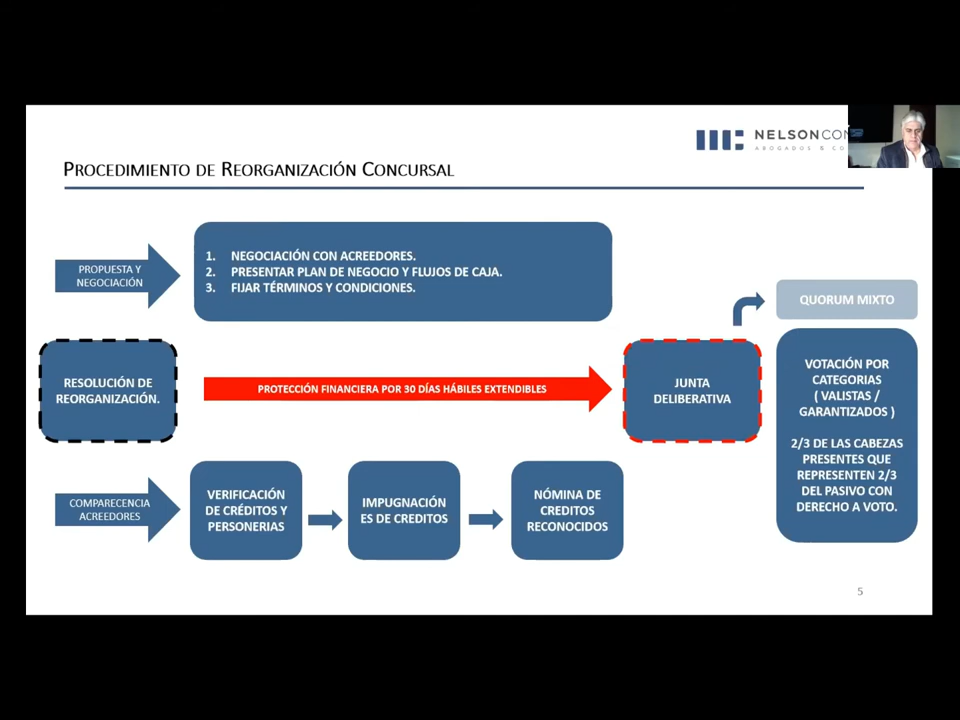 NELSONCON
ABOGADOS & CO
PROCEDIMIENTO DE REORGANIZACIÓN CONCURSAL
PROPUESTA Y
NEGOCIACIÓN
1. NEGOCIACIÓN CON ACREEDORES.
2. PRESENTAR PLAN DE NEGOCIO Y FLUJOS DE CAJA.
3. FIJAR TÉRMINOS Y CONDICIONES.
QUORUM MIXTO
RESOLUCIÓN DE
REORGANIZACIÓN.
PROTECCIÓN FINANCIERA POR 30 DÍAS HÁBILES EXTENDIBLES
JUNTA
DELIBERATIVA
VOTACIÓN POR
CATEGORIAS
( VALISTAS /
GARANTIZADOS )
2/3 DE LAS CABEZAS
PRESENTES QUE
REPRESENTEN 2/3
DEL PASIVO CON
DERECHO A VOTO.
COMPARECENCIA
ACREEDORES
VERIFICACIÓN
DE CRÉDITOS Y
PERSONERIAS
IMPUGNACIÓN
ES DE CREDITOS
NÓMINA DE
CREDITOS
RECONOCIDOS
5